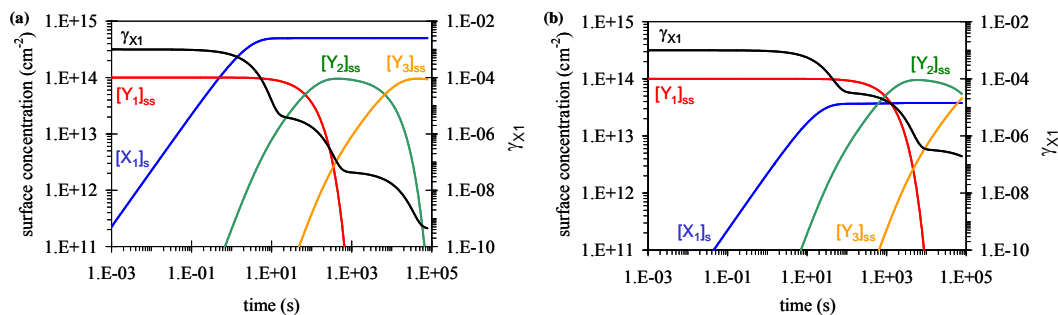 (a)
1.E+15
1.E+14
1.E+13
1.E+12
1.E+11
surface concentration (cm⁻²)
γX1
[Y1]ss
[X1]s
[Y2]ss
[Y3]ss
1.E-02
1.E-04
1.E-06
1.E-08
1.E-10
γX1
1.E-03 1.E-01 1.E+01 1.E+03 1.E+05
time (s)
(b)
1.E+15
1.E+14
1.E+13
1.E+12
1.E+11
surface concentration (cm⁻²)
γX1
[Y1]ss
[X1]s
[Y2]ss
[Y3]ss
1.E-02
1.E-04
1.E-06
1.E-08
1.E-10
γX1
1.E-03 1.E-01 1.E+01 1.E+03 1.E+05
time (s)